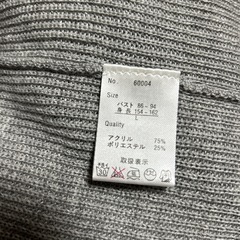 No. 60004
Size
バスト 86-94
身長 154-162
L
Quality
アクリル 75%
ポリエステル 25%
取扱表示